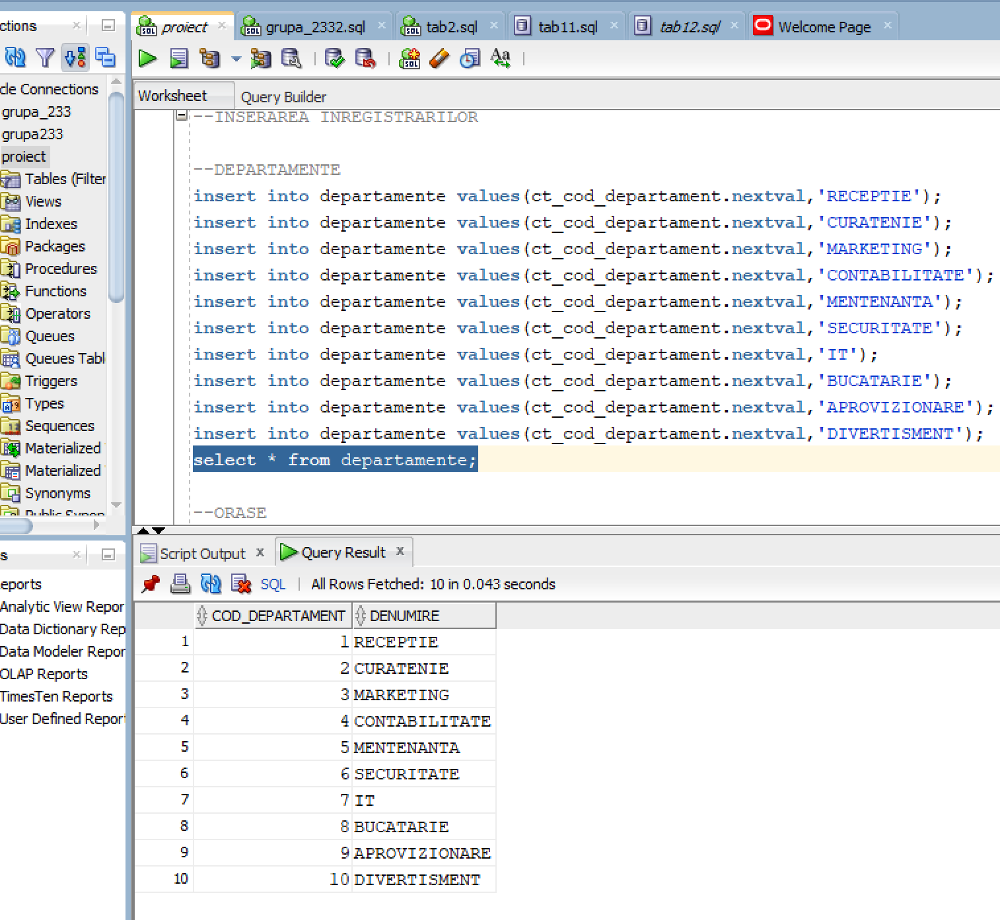 ctions
proiect
grupa_2332.sql
tab2.sql
tab11.sql
tab12.sql
Welcome Page
cle Connections
grupa_233
grupa233
proiect
Tables (Filter
Views
Indexes
Packages
Procedures
Functions
Operators
Queues
Queues Tabl
Triggers
Types
Sequences
Materialized
Materialized
Synonyms
Public Synon
s
eports
Analytic View Repor
Data Dictionary Rep
Data Modeler Repor
OLAP Reports
TimesTen Reports
User Defined Repor
Worksheet
Query Builder
--INSERAREA INREGISTRARILOR
--DEPARTAMENTE
insert into departamente values(ct_cod_departament.nextval,'RECEPTIE');
insert into departamente values(ct_cod_departament.nextval,'CURATENIE');
insert into departamente values(ct_cod_departament.nextval,'MARKETING');
insert into departamente values(ct_cod_departament.nextval,'CONTABILITATE');
insert into departamente values(ct_cod_departament.nextval,'MENTENANTA');
insert into departamente values(ct_cod_departament.nextval,'SECURITATE');
insert into departamente values(ct_cod_departament.nextval,'IT');
insert into departamente values(ct_cod_departament.nextval,'BUCATARIE');
insert into departamente values(ct_cod_departament.nextval,'APROVIZIONARE');
insert into departamente values(ct_cod_departament.nextval,'DIVERTISMENT');
select * from departamente;
--ORASE
Script Output
Query Result
SQL | All Rows Fetched: 10 in 0.043 seconds
COD_DEPARTAMENT DENUMIRE
1 1 RECEPTIE
2 2 CURATENIE
3 3 MARKETING
4 4 CONTABILITATE
5 5 MENTENANTA
6 6 SECURITATE
7 7 IT
8 8 BUCATARIE
9 9 APROVIZIONARE
10 10 DIVERTISMENT